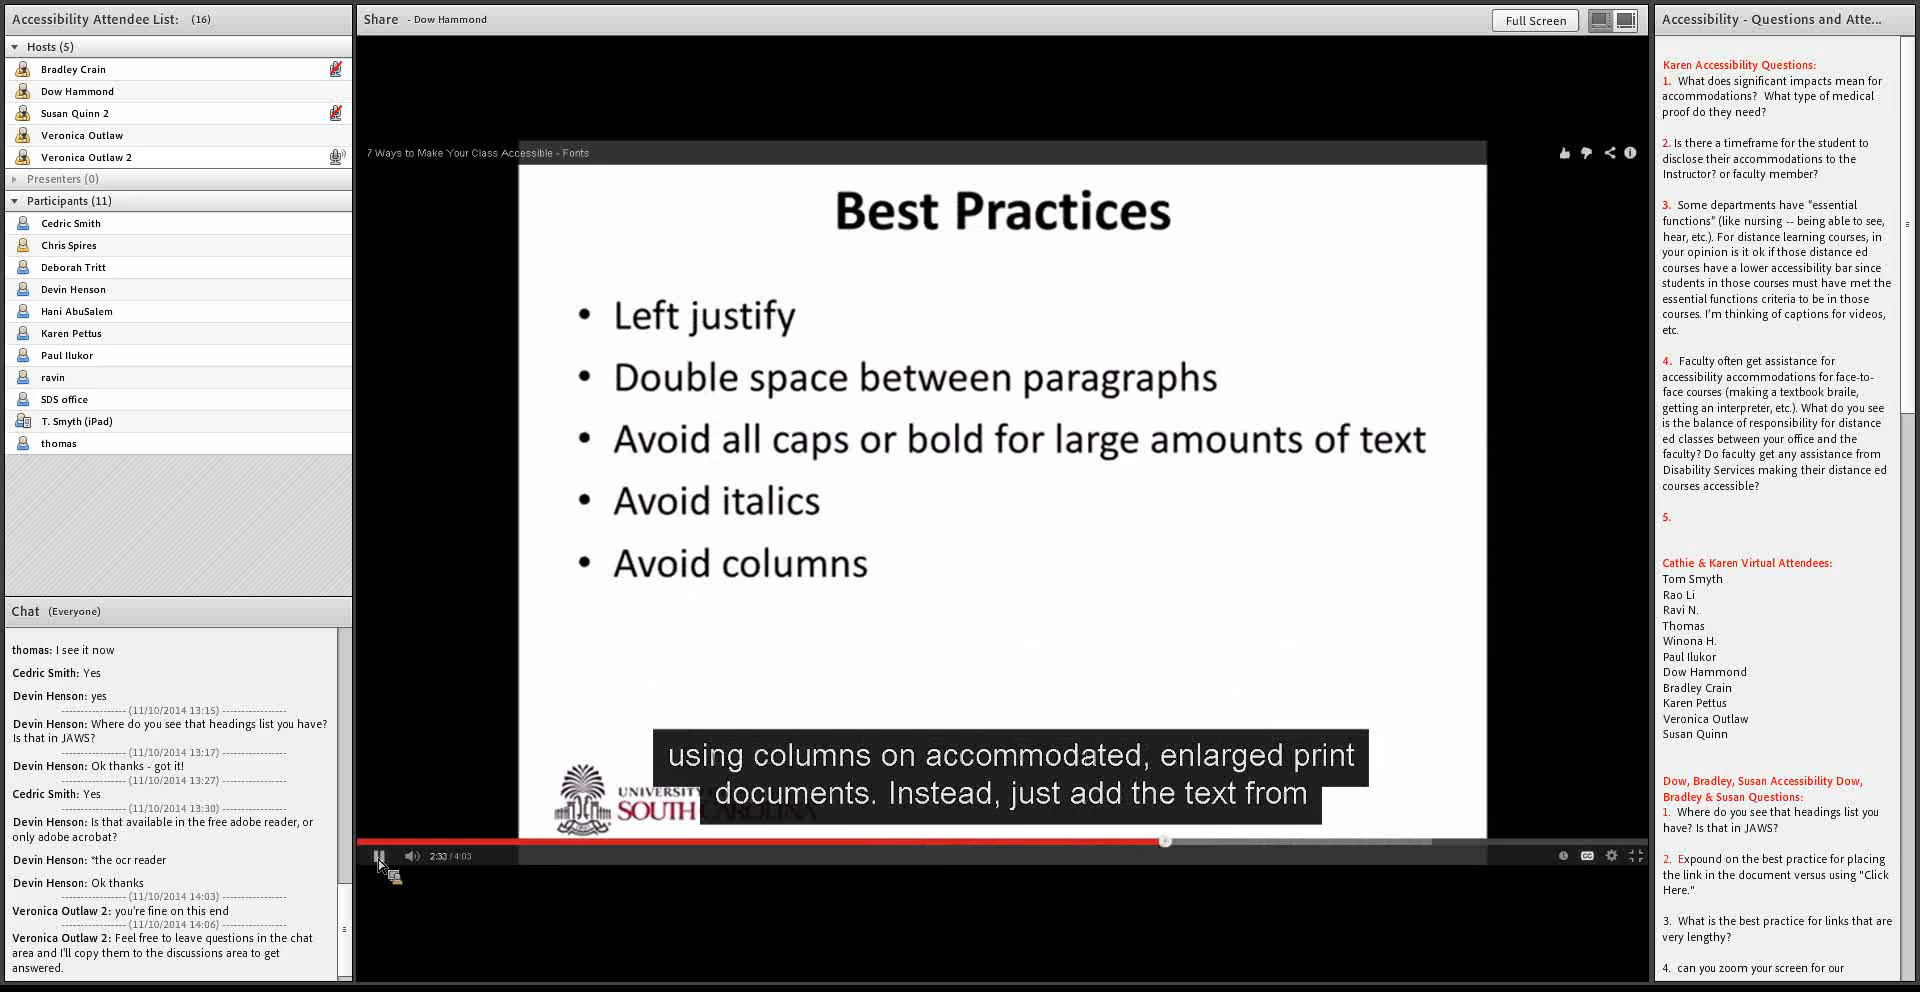 Accessibility Attendee List: (16)
Hosts (5)
Bradley Crain
Dow Hammond
Susan Quinn 2
Veronica Outlaw
Veronica Outlaw 2
Presenters (0)
Participants (11)
Cedric Smith
Chris Spires
Deborah Tritt
Devin Henson
Hani AbuSalem
Karen Pettus
Paul Ilukor
ravin
SDS office
T. Smyth (iPad)
thomas
Chat (Everyone)
thomas: I see it now
Cedric Smith: Yes
Devin Henson: yes
----------------- (11/10/2014 13:15) -----------------
Devin Henson: Where do you see that headings list you have?
Is that in JAWS?
----------------- (11/10/2014 13:17) -----------------
Devin Henson: Ok thanks - got it!
----------------- (11/10/2014 13:27) -----------------
Cedric Smith: Yes
----------------- (11/10/2014 13:30) -----------------
Devin Henson: Is that available in the free adobe reader, or
only adobe acrobat?
Devin Henson: *the ocr reader
Devin Henson: Ok thanks
----------------- (11/10/2014 14:03) -----------------
Veronica Outlaw 2: you're fine on this end
----------------- (11/10/2014 14:06) -----------------
Veronica Outlaw 2: Feel free to leave questions in the chat
area and I'll copy them to the discussions area to get
answered.
Share - Dow Hammond
Full Screen
7 Ways to Make Your Class Accessible - Fonts
Best Practices
• Left justify
• Double space between paragraphs
• Avoid all caps or bold for large amounts of text
• Avoid italics
• Avoid columns
using columns on accommodated, enlarged print
documents. Instead, just add the text from
UNIVERSITY
SOUTH CAROLINA
2:33 / 4:03
CC
Accessibility - Questions and Atte...
Karen Accessibility Questions:
1. What does significant impacts mean for
accommodations? What type of medical
proof do they need?
2. Is there a timeframe for the student to
disclose their accommodations to the
Instructor? or faculty member?
3. Some departments have "essential
functions" (like nursing -- being able to see,
hear, etc.). For distance learning courses, in
your opinion is it ok if those distance ed
courses have a lower accessibility bar since
students in those courses must have met the
essential functions criteria to be in those
courses. I'm thinking of captions for videos,
etc.
4. Faculty often get assistance for
accessibility accommodations for face-to-
face courses (making a textbook braile,
getting an interpreter, etc.). What do you see
is the balance of responsibility for distance
ed classes between your office and the
faculty? Do faculty get any assistance from
Disability Services making their distance ed
courses accessible?
5.
Cathie & Karen Virtual Attendees:
Tom Smyth
Rao Li
Ravi N.
Thomas
Winona H.
Paul Ilukor
Dow Hammond
Bradley Crain
Karen Pettus
Veronica Outlaw
Susan Quinn
Dow, Bradley, Susan Accessibility Dow,
Bradley & Susan Questions:
1. Where do you see that headings list you
have? Is that in JAWS?
2. Expound on the best practice for placing
the link in the document versus using "Click
Here."
3. What is the best practice for links that are
very lengthy?
4. can you zoom your screen for our